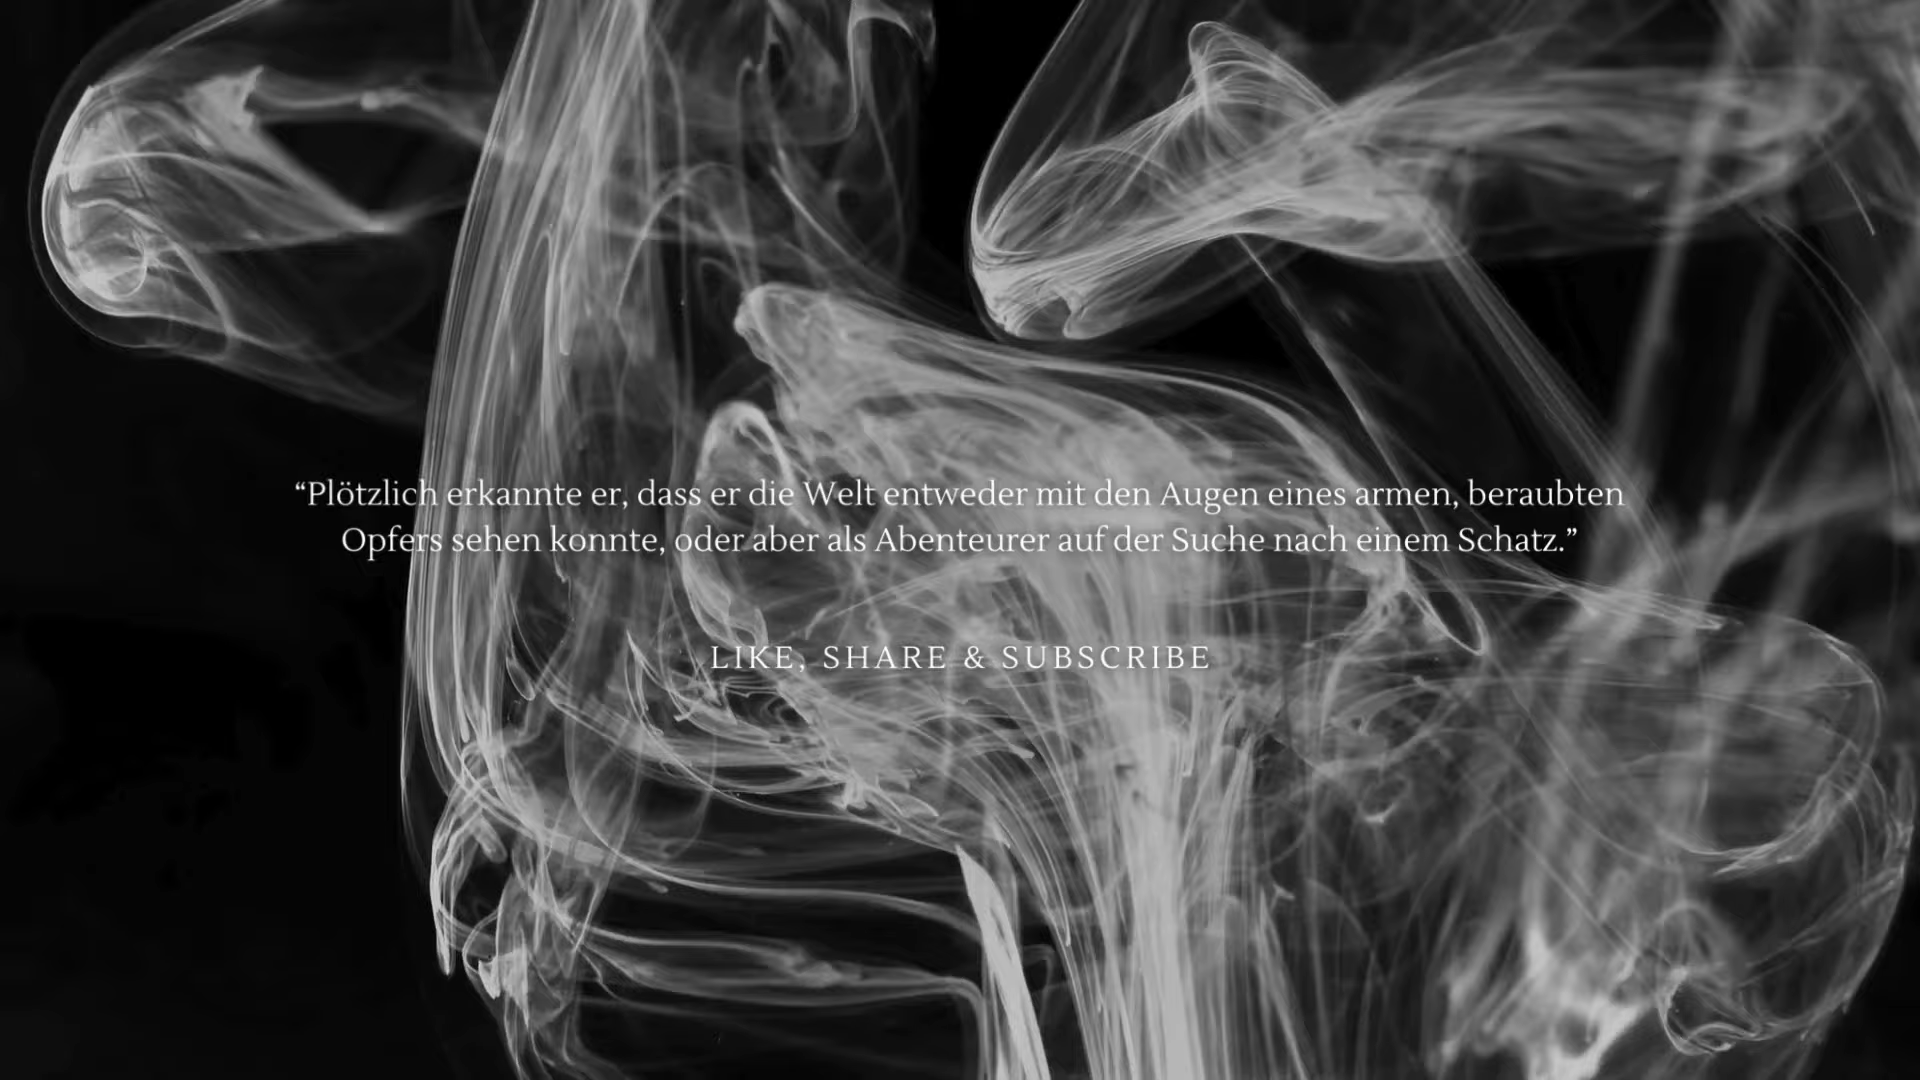 “Plötzlich erkannte er, dass er die Welt entweder mit den Augen eines armen, beraubten
Opfers sehen konnte, oder aber als Abenteurer auf der Suche nach einem Schatz.”
LIKE, SHARE & SUBSCRIBE